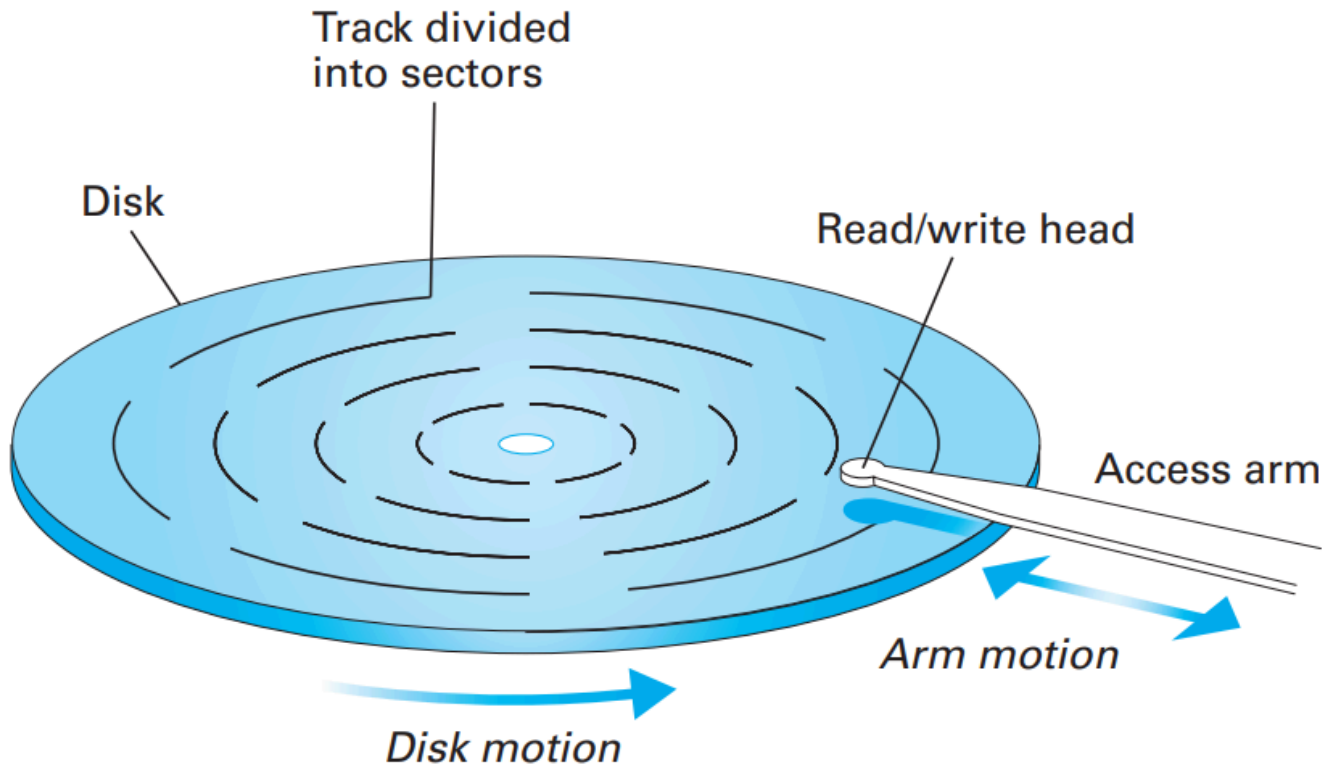 Track divided
into sectors
Disk
Read/write head
Access arm
Arm motion
Disk motion